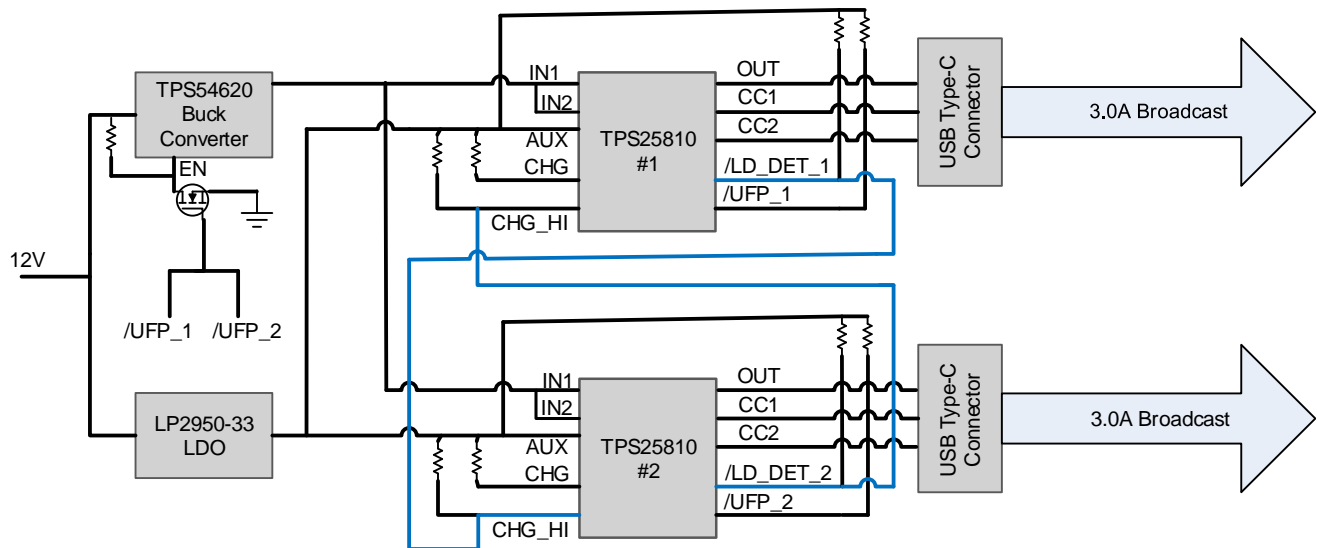 TPS54620
Buck
Converter
EN
12V
/UFP_1
/UFP_2
LP2950-33
LDO
IN1
IN2
AUX
CHG
CHG_HI
TPS25810
#1
OUT
CC1
CC2
/LD_DET_1
/UFP_1
USB Type-C
Connector
3.0A Broadcast
IN1
IN2
AUX
CHG
CHG_HI
TPS25810
#2
OUT
CC1
CC2
/LD_DET_2
/UFP_2
USB Type-C
Connector
3.0A Broadcast